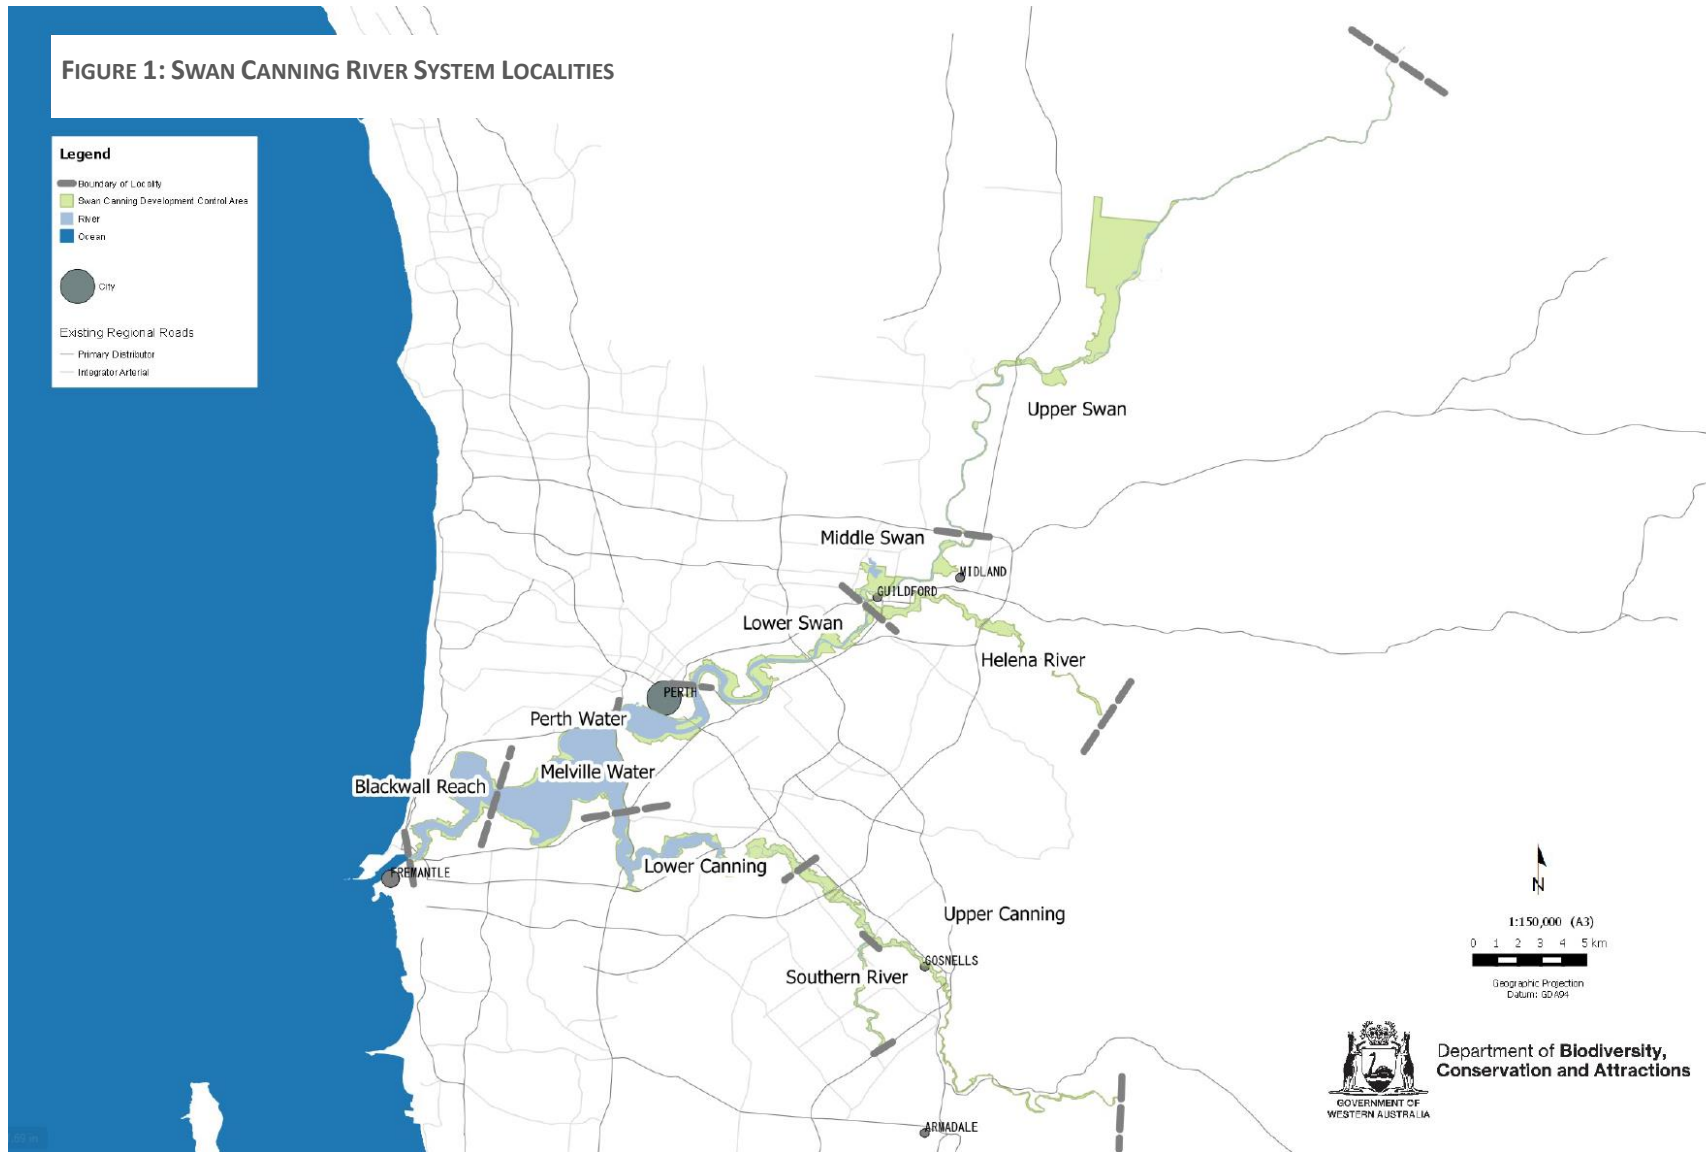 FIGURE 1: SWAN CANNING RIVER SYSTEM LOCALITIES
Legend
Boundary of Locality
Swan Canning Development Control Area
River
Ocean
City
Existing Regional Roads
Primary Distributor
Integrator Arterial
Upper Swan
Middle Swan
MIDLAND
GUILDFORD
Lower Swan
Helena River
PERTH
Perth Water
Melville Water
Blackwall Reach
FREMANTLE
Lower Canning
Upper Canning
GOSNELLS
Southern River
ARMADALE
N
1:150,000 (A3)
0 1 2 3 4 5 km
Geographic Projection
Datum: GDA94
GOVERNMENT OF
WESTERN AUSTRALIA
Department of Biodiversity,
Conservation and Attractions